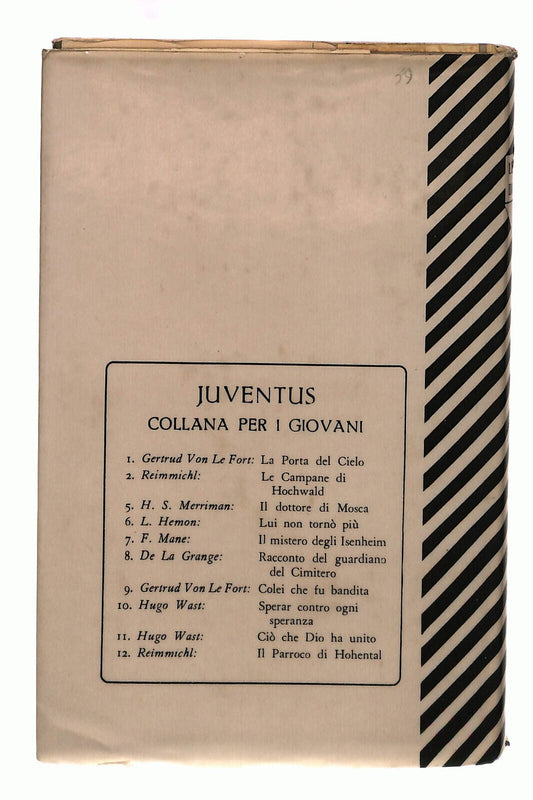 39
JUVENTUS
COLLANA PER I GIOVANI
1. Gertrud Von Le Fort: La Porta del Cielo
2. Reimmichl: Le Campane di
Hochwald
5. H. S. Merriman: Il dottore di Mosca
6. L. Hemon: Lui non tornò più
7. F. Mane: Il mistero degli Isenheim
8. De La Grange: Racconto del guardiano
del Cimitero
9. Gertrud Von Le Fort: Colei che fu bandita
10. Hugo Wast: Sperar contro ogni
speranza
11. Hugo Wast: Ciò che Dio ha unito
12. Reimmichl: Il Parroco di Hohental